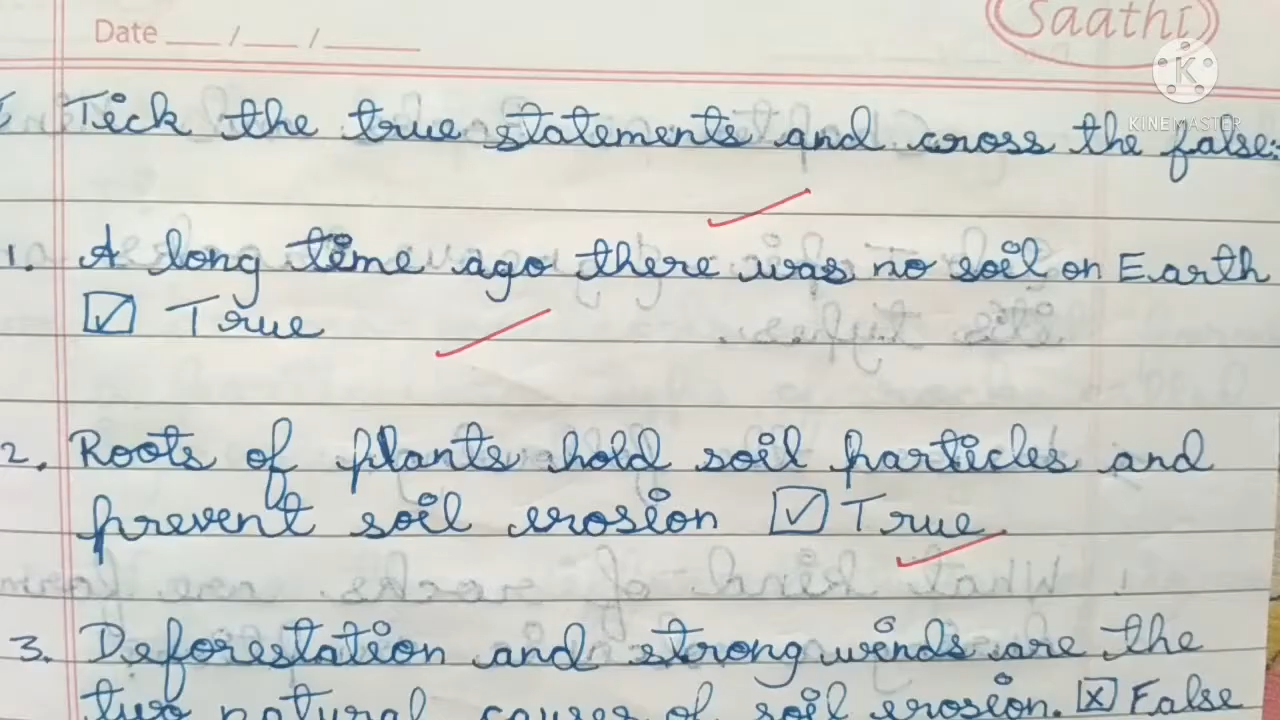 Date ___/___/_____
Saathi
K
KINEMASTER
Tick the true statements and cross the false:
1. A long time ago there was no soil on Earth
☑ True
2. Roots of plants hold soil particles and
prevent soil erosion ☑ True
3. Deforestation and strong winds are the
two natural causes of soil erosion. ☒ False